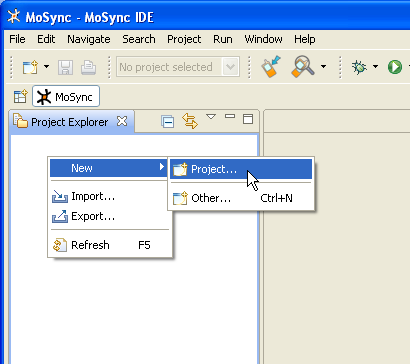 MoSync - MoSync IDE
File Edit Navigate Search Project Run Window Help
No project selected
MoSync
Project Explorer
New
Project...
Import...
Other... Ctrl+N
Export...
Refresh F5